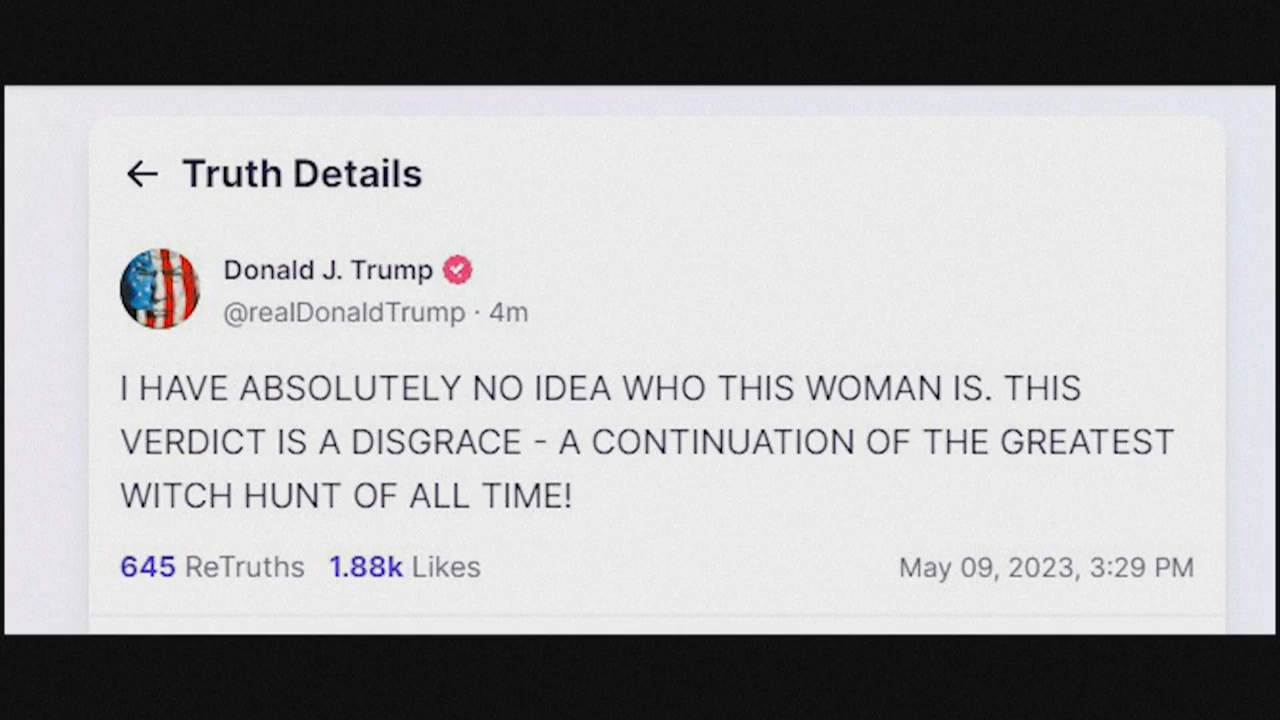 ← Truth Details
Donald J. Trump
@realDonaldTrump · 4m
I HAVE ABSOLUTELY NO IDEA WHO THIS WOMAN IS. THIS
VERDICT IS A DISGRACE - A CONTINUATION OF THE GREATEST
WITCH HUNT OF ALL TIME!
645 ReTruths 1.88k Likes May 09, 2023, 3:29 PM